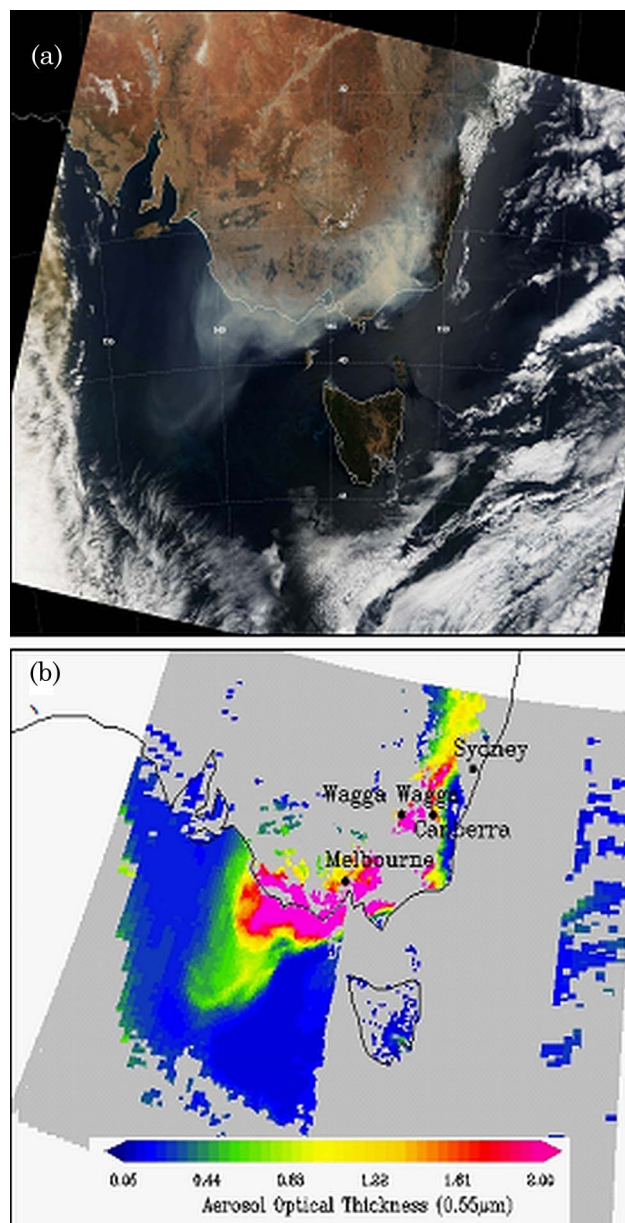 (a)
(b)
Sydney
Wagga Wagga
Canberra
Melbourne
0.05 0.44 0.83 1.22 1.61 2.00
Aerosol Optical Thickness (0.55μm)